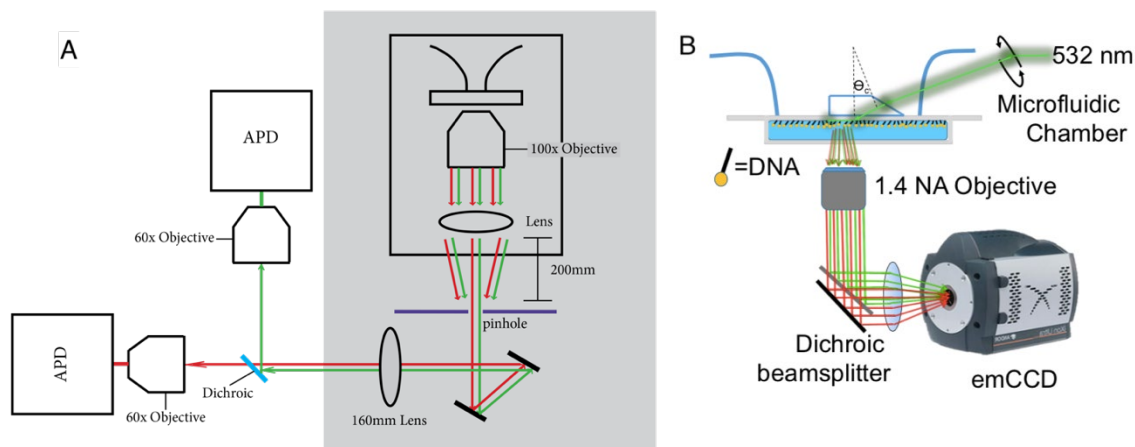 A
APD
60x Objective
APD
60x Objective
Dichroic
100x Objective
Lens
200mm
pinhole
160mm Lens
B
532 nm
Microfluidic
Chamber
Θ
=DNA
1.4 NA Objective
Dichroic
beamsplitter
emCCD